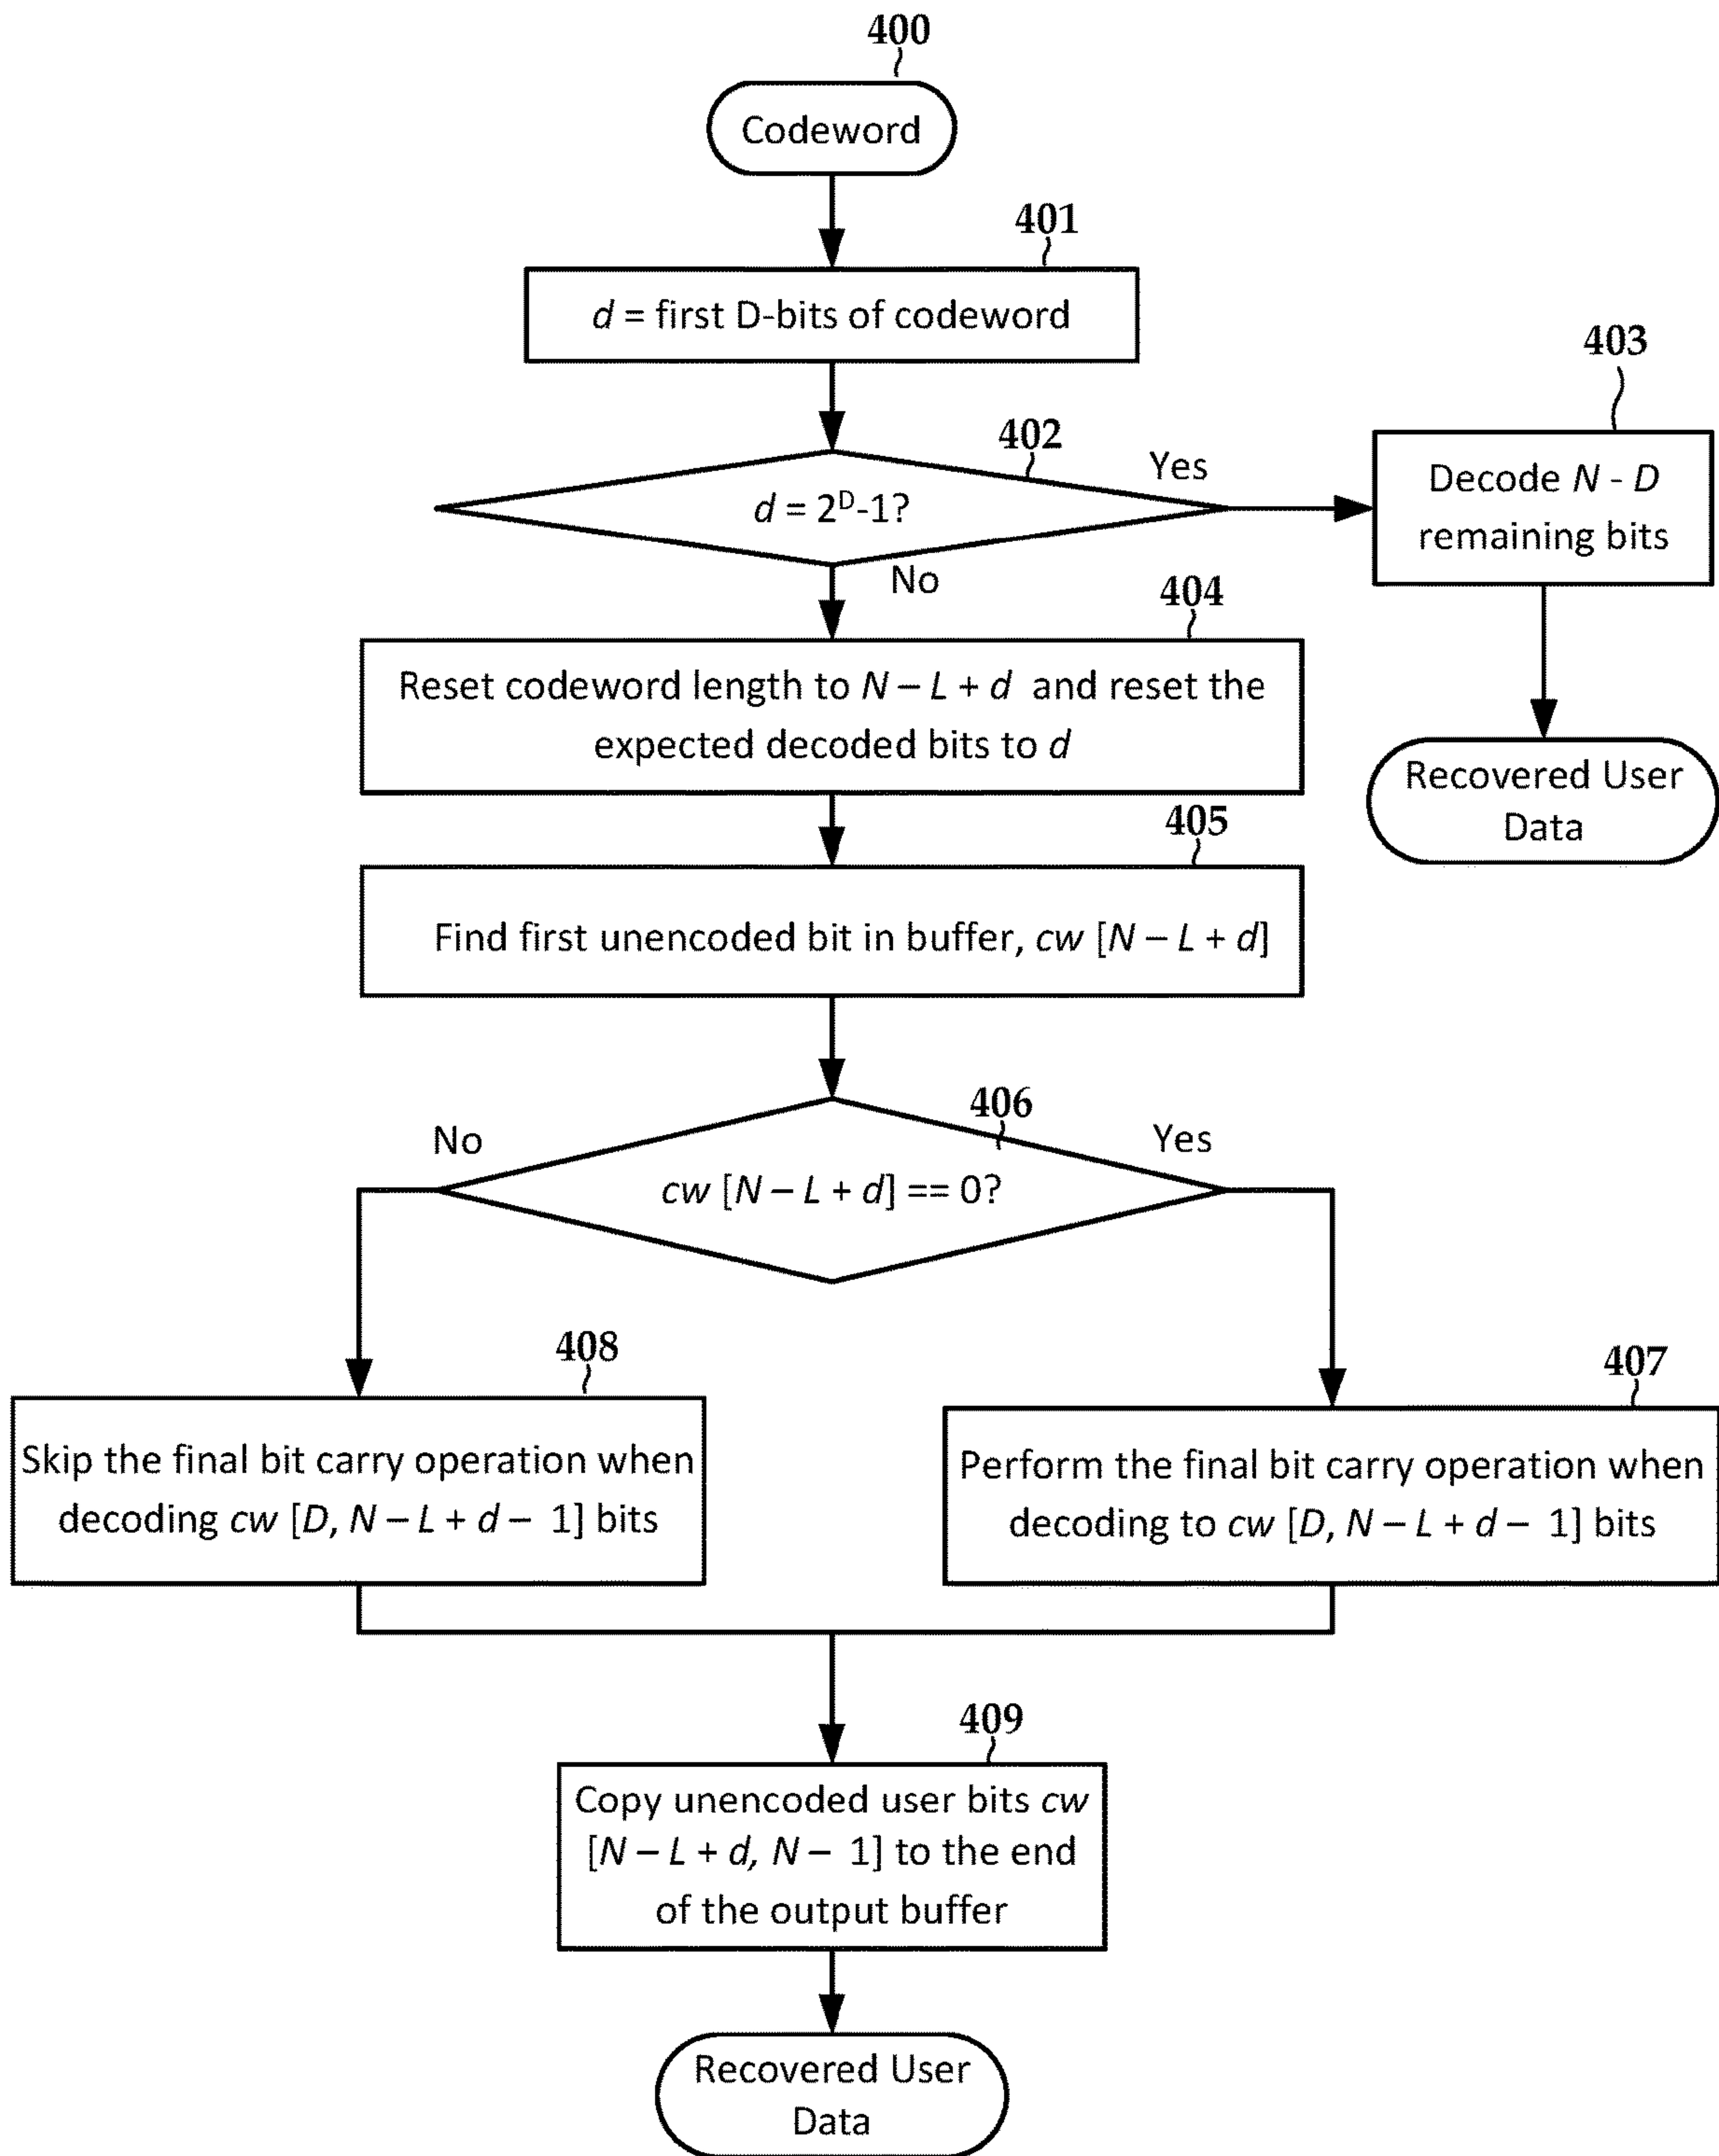 400
Codeword
401
d = first D-bits of codeword
403
402
Yes
d = 2ᴰ-1?
Decode N - D
remaining bits
No
404
Reset codeword length to N – L + d and reset the
expected decoded bits to d
Recovered User
Data
405
Find first unencoded bit in buffer, cw [N – L + d]
406
No
Yes
cw [N – L + d] == 0?
408
407
Skip the final bit carry operation when
decoding cw [D, N – L + d – 1] bits
Perform the final bit carry operation when
decoding to cw [D, N – L + d – 1] bits
409
Copy unencoded user bits cw
[N – L + d, N – 1] to the end
of the output buffer
Recovered User
Data